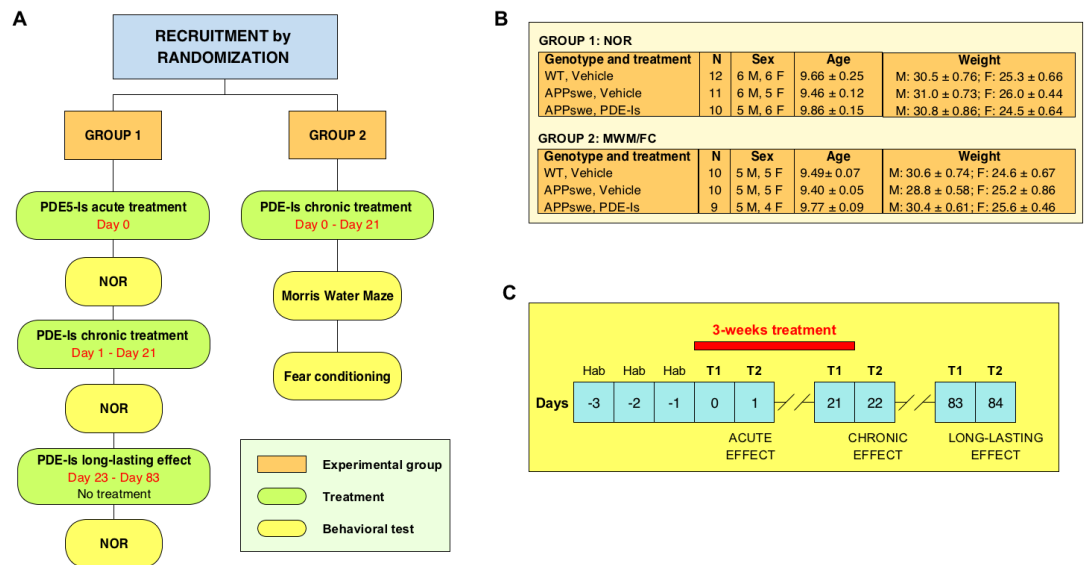 A
RECRUITMENT by
RANDOMIZATION
GROUP 1
GROUP 2
PDE5-Is acute treatment
Day 0
PDE-Is chronic treatment
Day 0 - Day 21
NOR
Morris Water Maze
PDE-Is chronic treatment
Day 1 - Day 21
Fear conditioning
NOR
PDE-Is long-lasting effect
Day 23 - Day 83
No treatment
NOR
Experimental group
Treatment
Behavioral test
B
GROUP 1: NOR
Genotype and treatment N Sex Age Weight
WT, Vehicle 12 6 M, 6 F 9.66 ± 0.25 M: 30.5 ± 0.76; F: 25.3 ± 0.66
APPswe, Vehicle 11 6 M, 5 F 9.46 ± 0.12 M: 31.0 ± 0.73; F: 26.0 ± 0.44
APPswe, PDE-Is 10 5 M, 6 F 9.86 ± 0.15 M: 30.8 ± 0.86; F: 24.5 ± 0.64
GROUP 2: MWM/FC
Genotype and treatment N Sex Age Weight
WT, Vehicle 10 5 M, 5 F 9.49± 0.07 M: 30.6 ± 0.74; F: 24.6 ± 0.67
APPswe, Vehicle 10 5 M, 5 F 9.40 ± 0.05 M: 28.8 ± 0.58; F: 25.2 ± 0.86
APPswe, PDE-Is 9 5 M, 4 F 9.77 ± 0.09 M: 30.4 ± 0.61; F: 25.6 ± 0.46
C
3-weeks treatment
Hab Hab Hab T1 T2 T1 T2 T1 T2
Days -3 -2 -1 0 1 21 22 83 84
ACUTE EFFECT
CHRONIC EFFECT
LONG-LASTING EFFECT